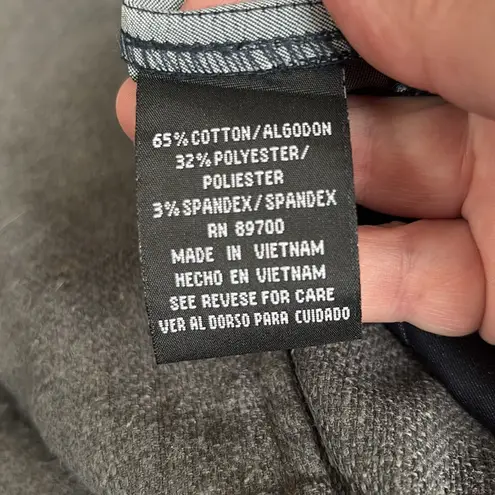 65% COTTON/ALGODON
32% POLYESTER/
POLIESTER
3% SPANDEX/SPANDEX
RN 89700
MADE IN VIETNAM
HECHO EN VIETNAM
SEE REVESE FOR CARE
VER AL DORSO PARA CUIDADO